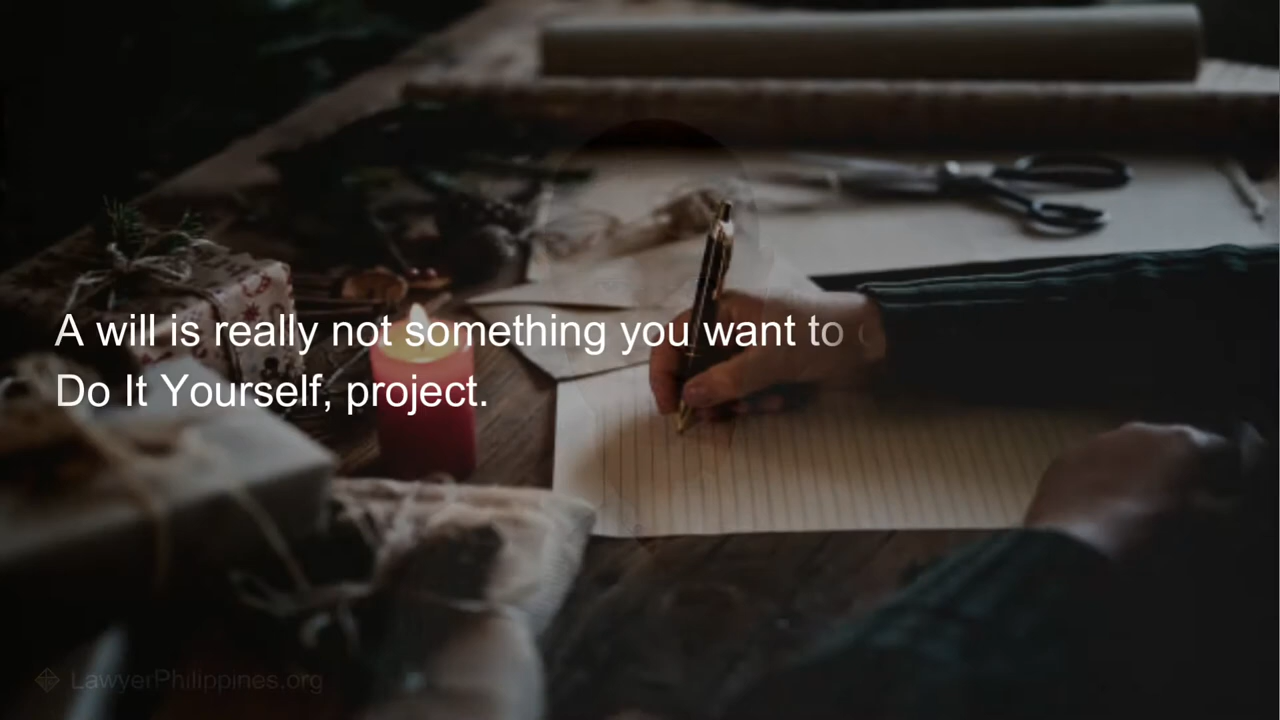 A will is really not something you want to
Do It Yourself, project.
LawyerPhilippines.org